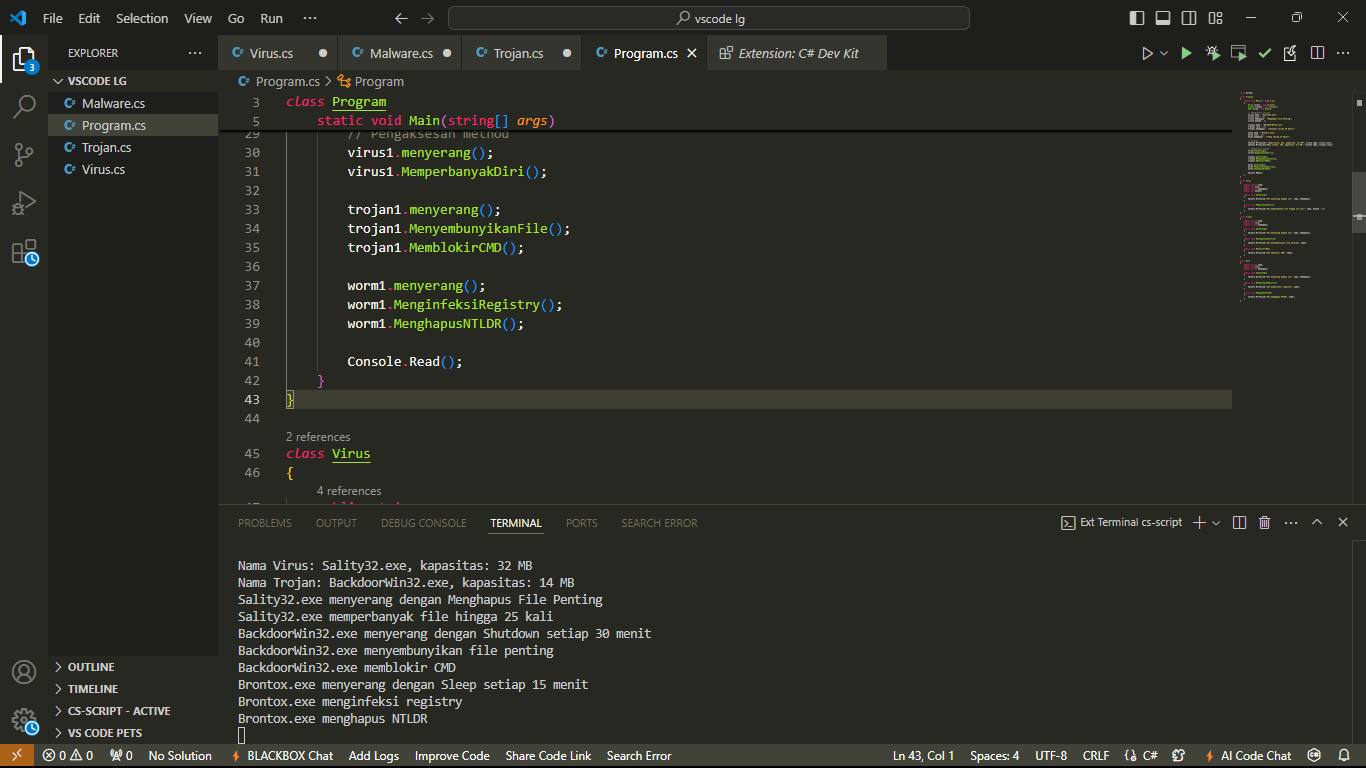 File Edit Selection View Go Run ··· vscode lg
EXPLORER ···
Virus.cs Malware.cs Trojan.cs Program.cs Extension: C# Dev Kit
3
VSCODE LG
Malware.cs
Program.cs
Trojan.cs
Virus.cs
Program.cs > Program
3 class Program
5 static void Main(string[] args)
29 // Pengaksesan method
30 virus1.menyerang();
31 virus1.MemperbanyakDiri();
32
33 trojan1.menyerang();
34 trojan1.MenyembunyikanFile();
35 trojan1.MemblokirCMD();
36
37 worm1.menyerang();
38 worm1.MenginfeksiRegistry();
39 worm1.MenghapusNTLDR();
40
41 Console.Read();
42 }
43 }
44
2 references
45 class Virus
46 {
4 references
PROBLEMS OUTPUT DEBUG CONSOLE TERMINAL PORTS SEARCH ERROR Ext Terminal cs-script
Nama Virus: Sality32.exe, kapasitas: 32 MB
Nama Trojan: BackdoorWin32.exe, kapasitas: 14 MB
Sality32.exe menyerang dengan Menghapus File Penting
Sality32.exe memperbanyak file hingga 25 kali
BackdoorWin32.exe menyerang dengan Shutdown setiap 30 menit
BackdoorWin32.exe menyembunyikan file penting
BackdoorWin32.exe memblokir CMD
Brontox.exe menyerang dengan Sleep setiap 15 menit
Brontox.exe menginfeksi registry
Brontox.exe menghapus NTLDR
OUTLINE
TIMELINE
CS-SCRIPT - ACTIVE
VS CODE PETS
0 0 0 No Solution BLACKBOX Chat Add Logs Improve Code Share Code Link Search Error Ln 43, Col 1 Spaces: 4 UTF-8 CRLF {} C# AI Code Chat